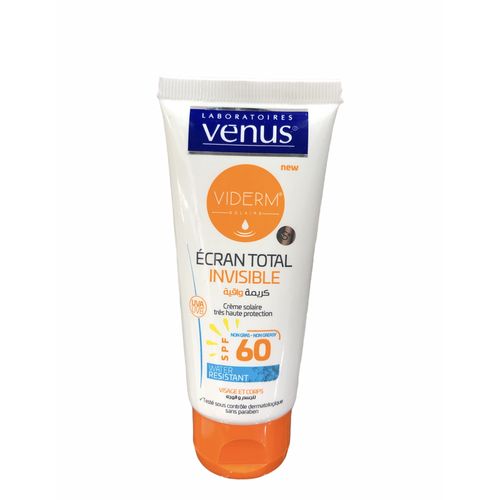 LABORATOIRES
venus®
new
VIDERM®
SOLAIRE
ÉCRAN TOTAL
INVISIBLE
كريمة واقية
Crème solaire
très haute protection
UVA
UVB
NON GRAS - NON GREASY
SPF 60
WATER
RESISTANT
VISAGE ET CORPS
للجسم و الوجه
Testé sous contrôle dermatologique
sans paraben